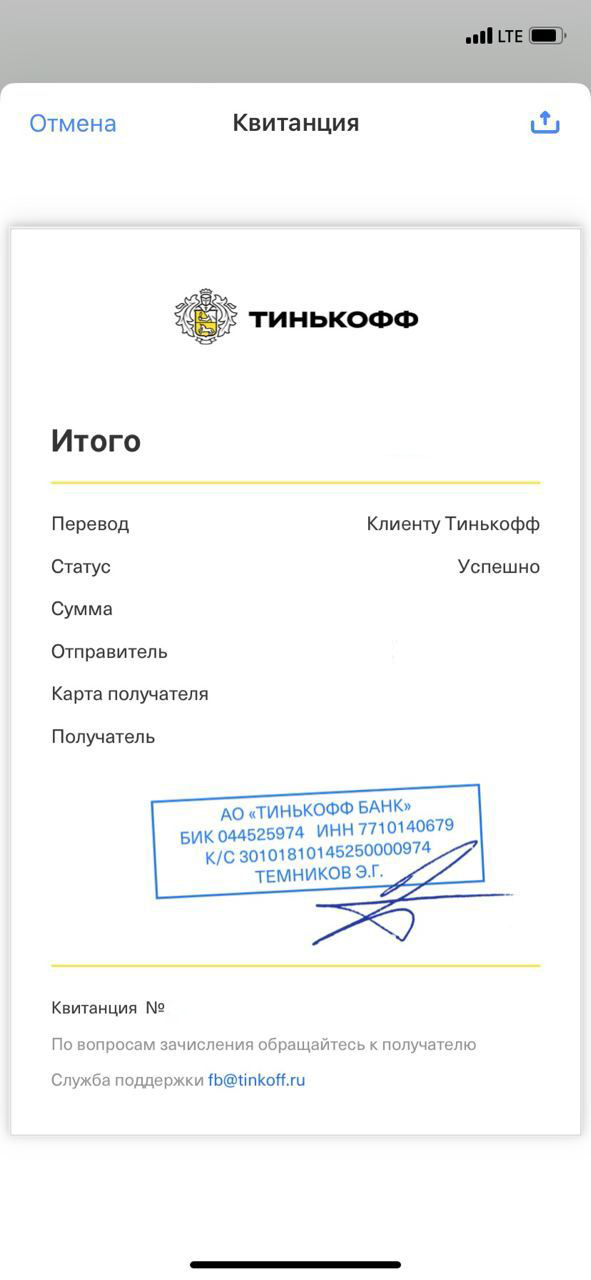 LTE
Отмена
Квитанция
ТИНЬКОФФ
Итого
Перевод Клиенту Тинькофф
Статус Успешно
Сумма
Отправитель
Карта получателя
Получатель
АО «ТИНЬКОФФ БАНК»
БИК 044525974 ИНН 7710140679
К/С 30101810145250000974
ТЕМНИКОВ Э.Г.
Квитанция №
По вопросам зачисления обращайтесь к получателю
Служба поддержки fb@tinkoff.ru